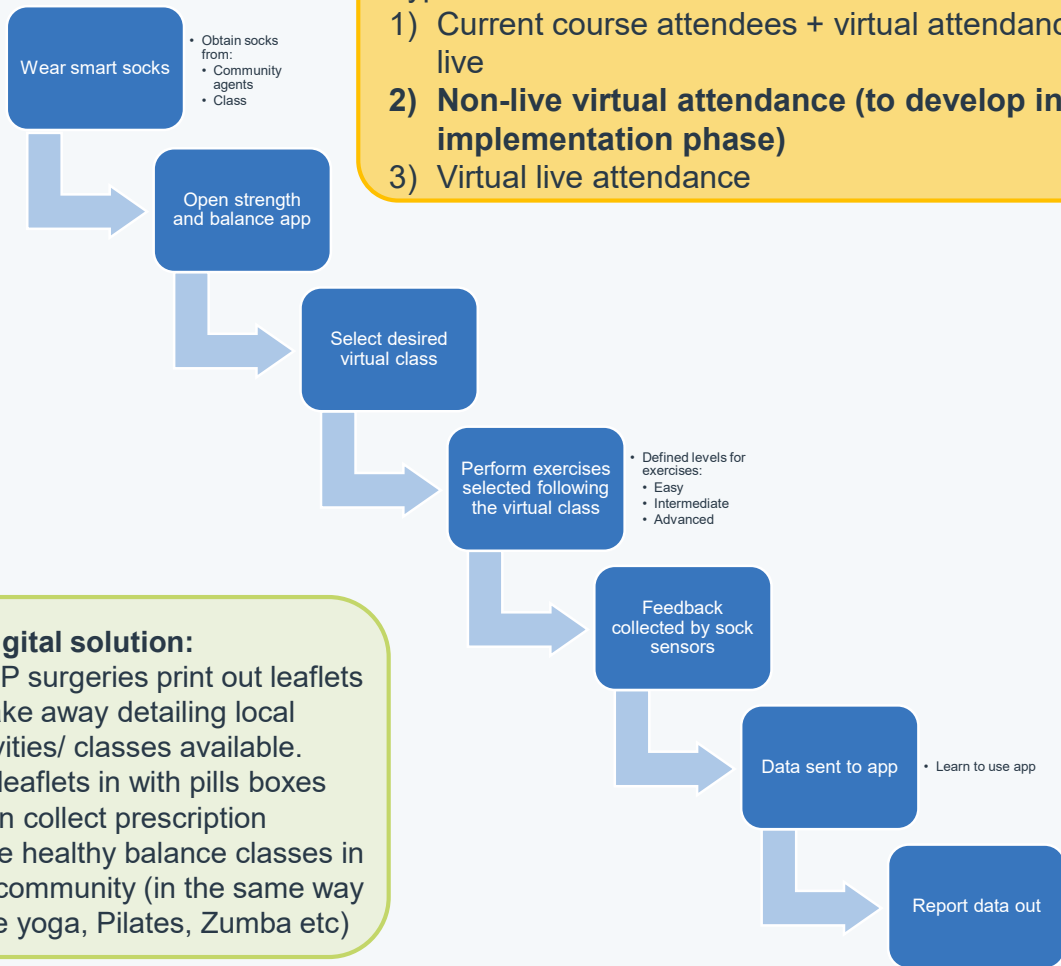 1) Current course attendees + virtual
live
2) Non-live virtual attendance (to develop in
implementation phase)
3) Virtual live attendance
Wear smart socks
• Obtain socks
from:
• Community
agents
• Class
Open strength
and balance app
Select desired
virtual class
Perform exercises
selected following
the virtual class
• Defined levels for
exercises:
• Easy
• Intermediate
• Advanced
Feedback
collected by sock
sensors
Data sent to app
• Learn to use app
Report data out
solution:
surgeries print out leaflets
away detailing local
classes available.
leaflets in with pills boxes
collect prescription
healthy balance classes in
community (in the same way
yoga, Pilates, Zumba etc)